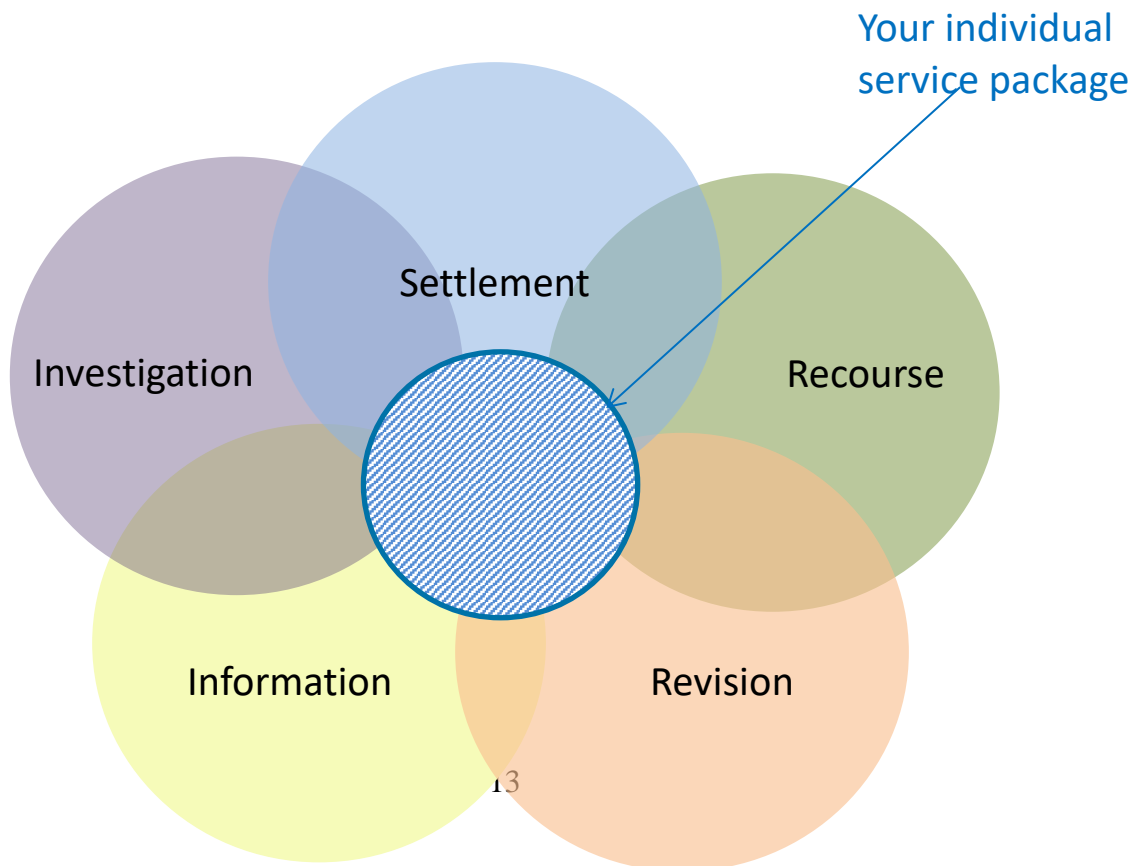 Your individual
service package
Settlement
Investigation
Recourse
Information
Revision
13